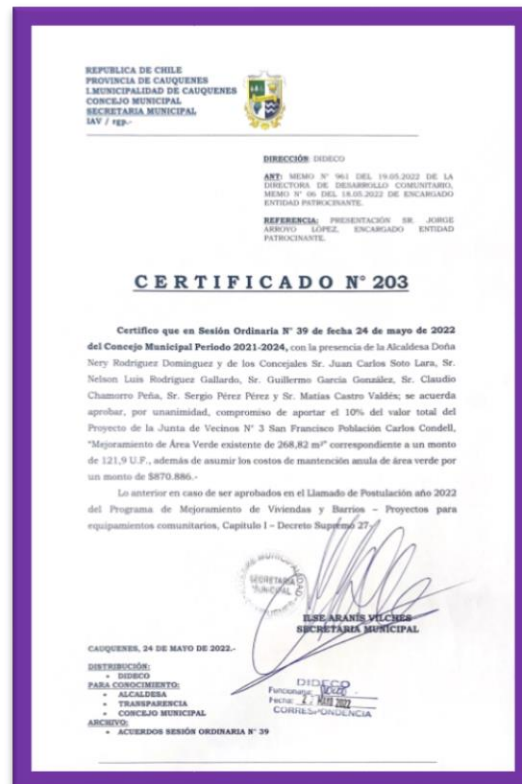 REPUBLICA DE CHILE
PROVINCIA DE CAUQUENES
I.MUNICIPALIDAD DE CAUQUENES
CONCEJO MUNICIPAL
SECRETARIA MUNICIPAL
IAV / rgp.-
DIRECCIÓN: DIDECO
ANT: MEMO N° 961 DEL 19.05.2022 DE LA
DIRECTORA DE DESARROLLO COMUNITARIO,
MEMO N° 06 DEL 18.05.2022 DE ENCARGADO
ENTIDAD PATROCINANTE.
REFERENCIA: PRESENTACIÓN SR. JORGE
ARROYO LÓPEZ, ENCARGADO ENTIDAD
PATROCINANTE.
CERTIFICADO N° 203
Certifico que en Sesión Ordinaria N° 39 de fecha 24 de mayo de 2022
del Concejo Municipal Periodo 2021-2024, con la presencia de la Alcaldesa Doña
Nery Rodríguez Domínguez y de los Concejales Sr. Juan Carlos Soto Lara, Sr.
Nelson Luis Rodríguez Gallardo, Sr. Guillermo García González, Sr. Claudio
Chamorro Peña, Sr. Sergio Pérez Pérez y Sr. Matías Castro Valdés; se acuerda
aprobar, por unanimidad, compromiso de aportar el 10% del valor total del
Proyecto de la Junta de Vecinos N° 3 San Francisco Población Carlos Condell,
"Mejoramiento de Área Verde existente de 268,82 m²" correspondiente a un monto
de 121,9 U.F., además de asumir los costos de mantención anula de área verde por
un monto de $870.886.-
Lo anterior en caso de ser aprobados en el Llamado de Postulación año 2022
del Programa de Mejoramiento de Viviendas y Barrios – Proyectos para
equipamientos comunitarios, Capítulo I – Decreto Supremo 27.-
SECRETARIA
MUNICIPAL
CAUQUENES
ILSE ARANIS VILCHES
SECRETARIA MUNICIPAL
CAUQUENES, 24 DE MAYO DE 2022.-
DISTRIBUCIÓN:
• DIDECO
PARA CONOCIMIENTO:
• ALCALDESA
• TRANSPARENCIA
• CONCEJO MUNICIPAL
ARCHIVO:
• ACUERDOS SESIÓN ORDINARIA N° 39
DIDECO
Funcionario:
Fecha: MAYO 2022
CORRESPONDENCIA